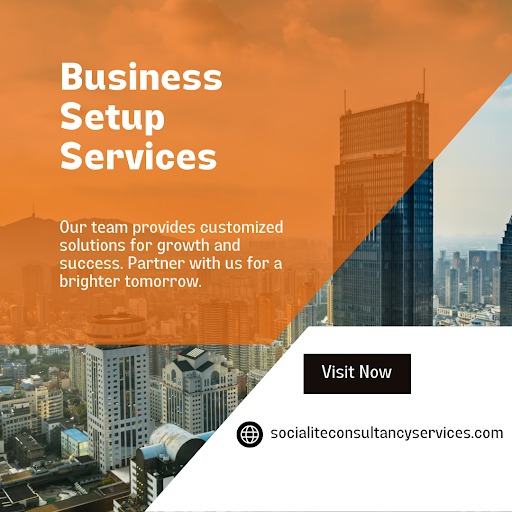 Business
Setup
Services
Our team provides customized
solutions for growth and
success. Partner with us for a
brighter tomorrow.
Visit Now
socialiteconsultancyservices.com